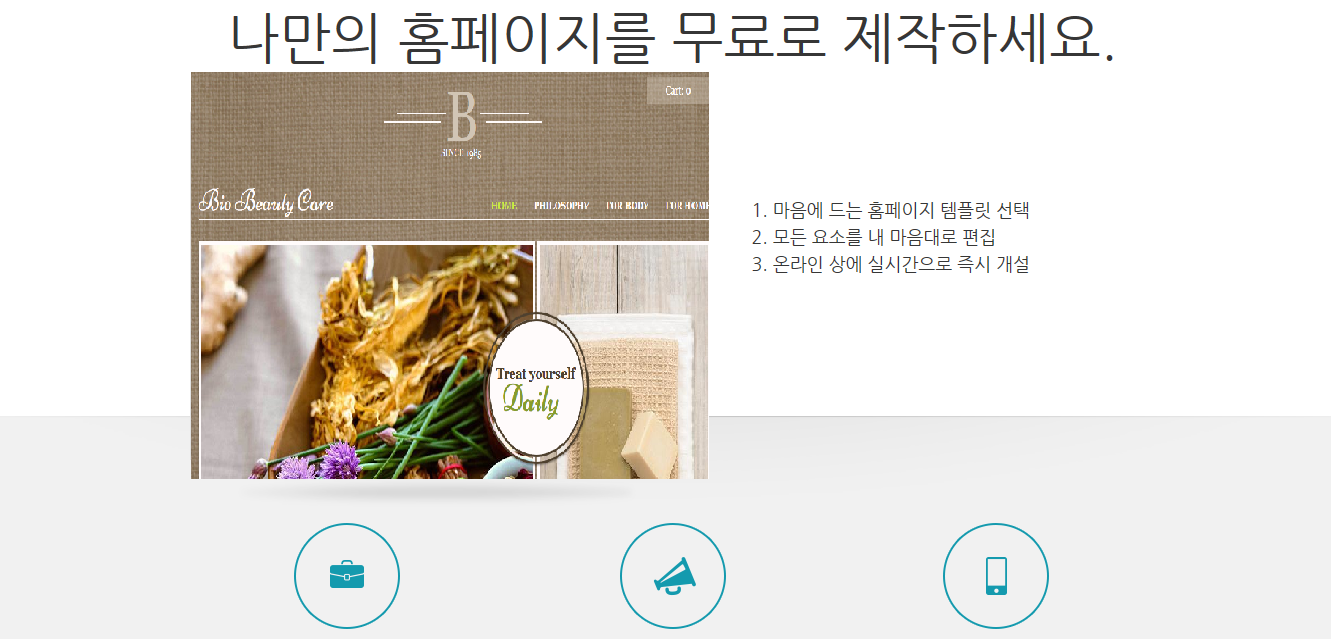 나만의 홈페이지를 무료로 제작하세요.
Cart: 0
B
SINCE 1985
Bio Beauty Care
HOME PHILOSOPHY FOR BODY FOR HOME
1. 마음에 드는 홈페이지 템플릿 선택
2. 모든 요소를 내 마음대로 편집
3. 온라인 상에 실시간으로 즉시 개설
Treat yourself
Daily